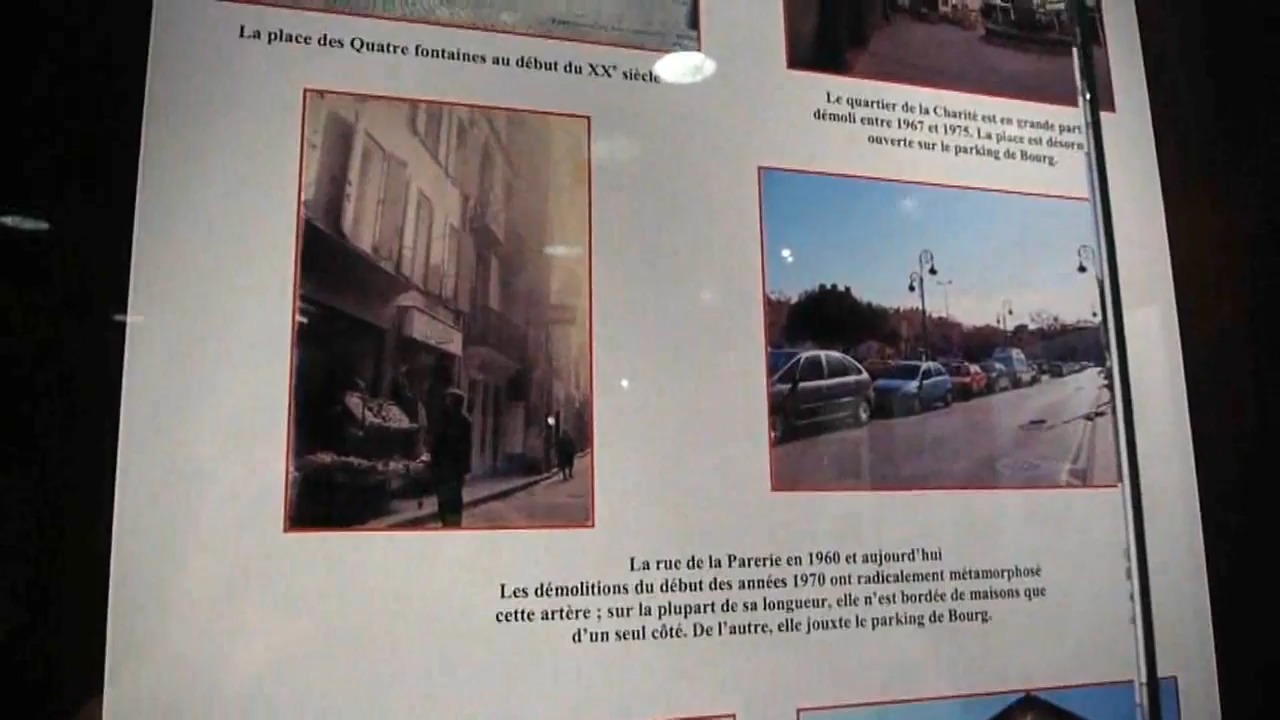 La place des Quatre fontaines au début du XXᵉ siècle
Le quartier de la Charité est en grande part
démoli entre 1967 et 1975. La place est désorn
ouverte sur le parking de Bourg.
La rue de la Parerie en 1960 et aujourd'hui
Les démolitions du début des années 1970 ont radicalement métamorphosé
cette artère ; sur la plupart de sa longueur, elle n'est bordée de maisons que
d'un seul côté. De l'autre, elle jouxte le parking de Bourg.